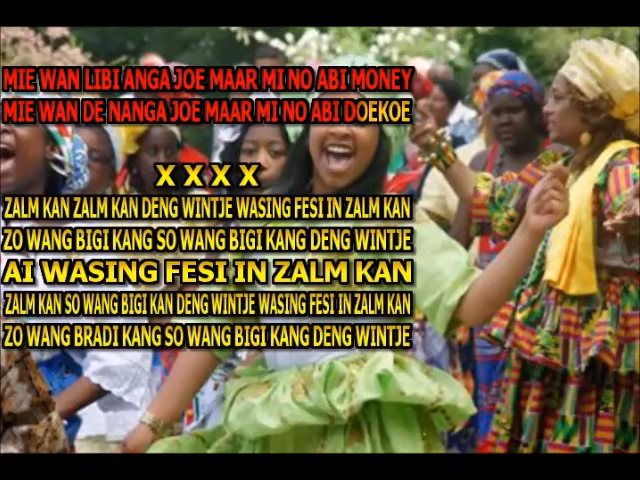 MIE WAN LIBI ANGA JOE MAAR MI NO ABI MONEY
MIE WAN DE NANGA JOE MAAR MI NO ABI DOEKOE
X X X X
ZALM KAN ZALM KAN DENG WINTJE WASING FESI IN ZALM KAN
ZO WANG BIGI KANG SO WANG BIGI KANG DENG WINTJE
AI WASING FESI IN ZALM KAN
ZALM KAN SO WANG BIGI KAN DENG WINTJE WASING FESI IN ZALM KAN
ZO WANG BRADI KANG SO WANG BIGI KANG DENG WINTJE